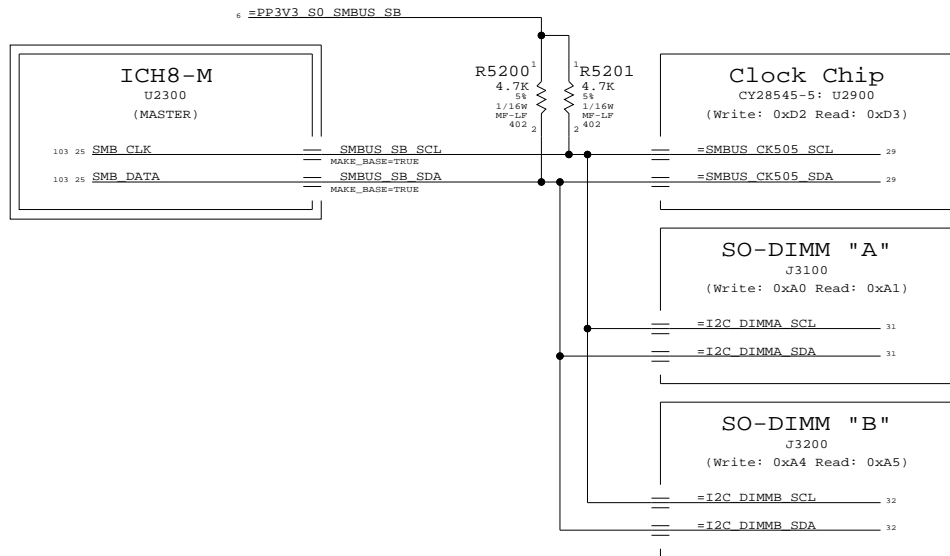 6 =PP3V3_S0_SMBUS_SB
ICH8-M
U2300
(MASTER)
103 25 SMB_CLK
103 25 SMB_DATA
SMBUS_SB_SCL
MAKE_BASE=TRUE
SMBUS_SB_SDA
MAKE_BASE=TRUE
R5200
1
4.7K
5%
1/16W
MF-LF
402
2
1
R5201
4.7K
5%
1/16W
MF-LF
402
2
Clock Chip
CY28545-5: U2900
(Write: 0xD2 Read: 0xD3)
=SMBUS_CK505_SCL 29
=SMBUS_CK505_SDA 29
SO-DIMM "A"
J3100
(Write: 0xA0 Read: 0xA1)
=I2C_DIMMA_SCL 31
=I2C_DIMMA_SDA 31
SO-DIMM "B"
J3200
(Write: 0xA4 Read: 0xA5)
=I2C_DIMMB_SCL 32
=I2C_DIMMB_SDA 32